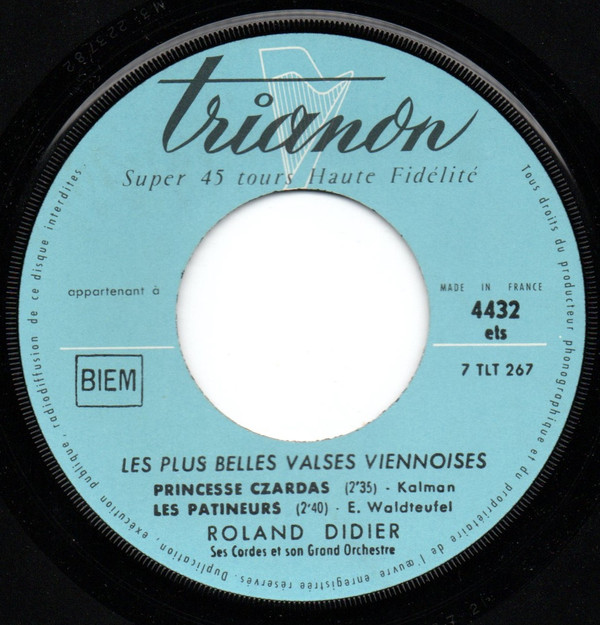 trianon
Super 45 tours Haute Fidélité
Tous droits du producteur phonographique et du propriétaire de l'œuvre enregistrée réservés. Duplication, exécution publique, radiodiffusion de ce disque interdites.
appartenant à
MADE IN FRANCE
4432
ets
7 TLT 267
BIEM
LES PLUS BELLES VALSES VIENNOISES
PRINCESSE CZARDAS (2'35) - Kalman
LES PATINEURS (2'40) - E. Waldteufel
ROLAND DIDIER
Ses Cordes et son Grand Orchestre